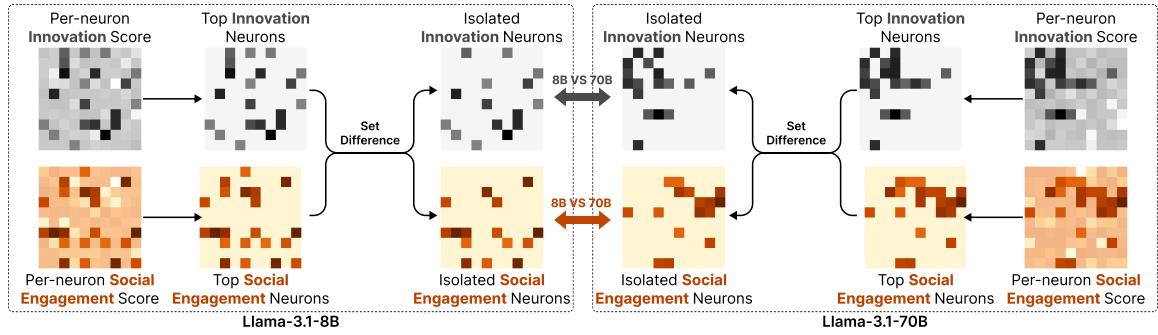 Per-neuron
Innovation Score
Top Innovation
Neurons
Isolated
Innovation Neurons
Isolated
Innovation Neurons
Top Innovation
Neurons
Per-neuron
Innovation Score
8B VS 70B
Set
Difference
Set
Difference
8B VS 70B
Per-neuron Social
Engagement Score
Top Social
Engagement Neurons
Isolated Social
Engagement Neurons
Isolated Social
Engagement Neurons
Top Social
Engagement Neurons
Per-neuron Social
Engagement Score
Llama-3.1-8B
Llama-3.1-70B